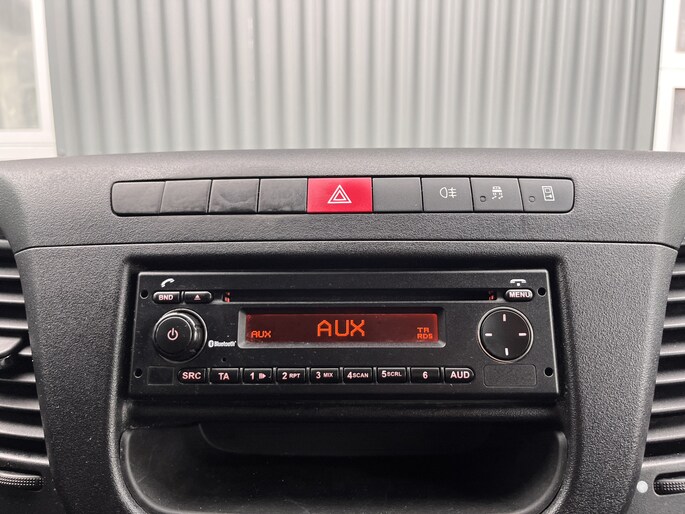 BND
MENU
AUX AUX TA
RDS
Bluetooth
SRC TA 1 2 RPT 3 MIX 4 SCAN 5 SCRL 6 AUD